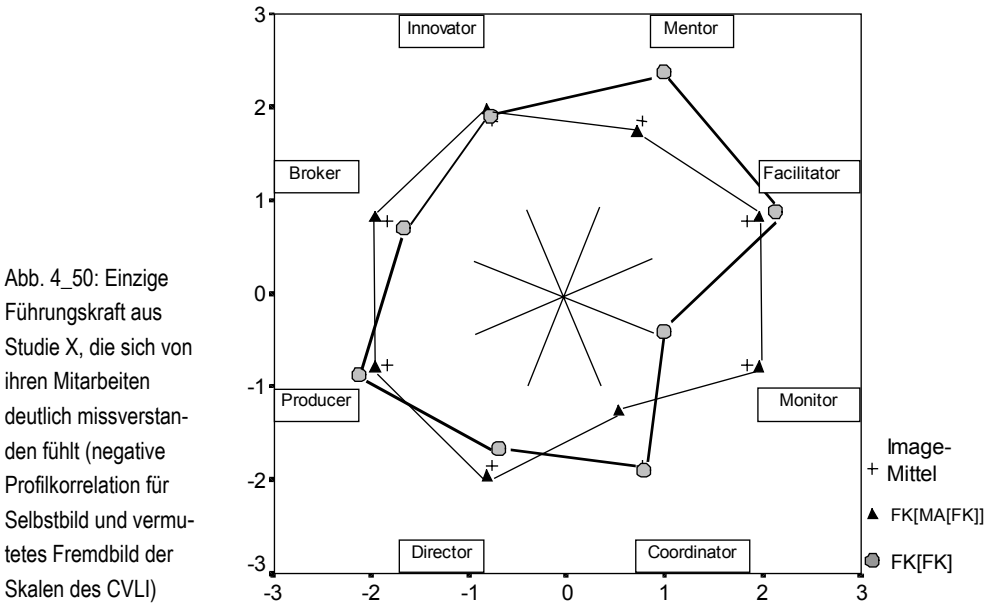 Abb. 4_50: Einzige
Führungskraft aus
Studie X, die sich von
ihren Mitarbeiten
deutlich missverstan-
den fühlt (negative
Profilkorrelation für
Selbstbild und vermu-
tetes Fremdbild der
Skalen des CVLI)
3
2
1
0
-1
-2
-3
Innovator
Mentor
Broker
Facilitator
Producer
Monitor
Director
Coordinator
-3
-2
-1
0
1
2
3
Image-
Mittel
FK[MA[FK]]
FK[FK]